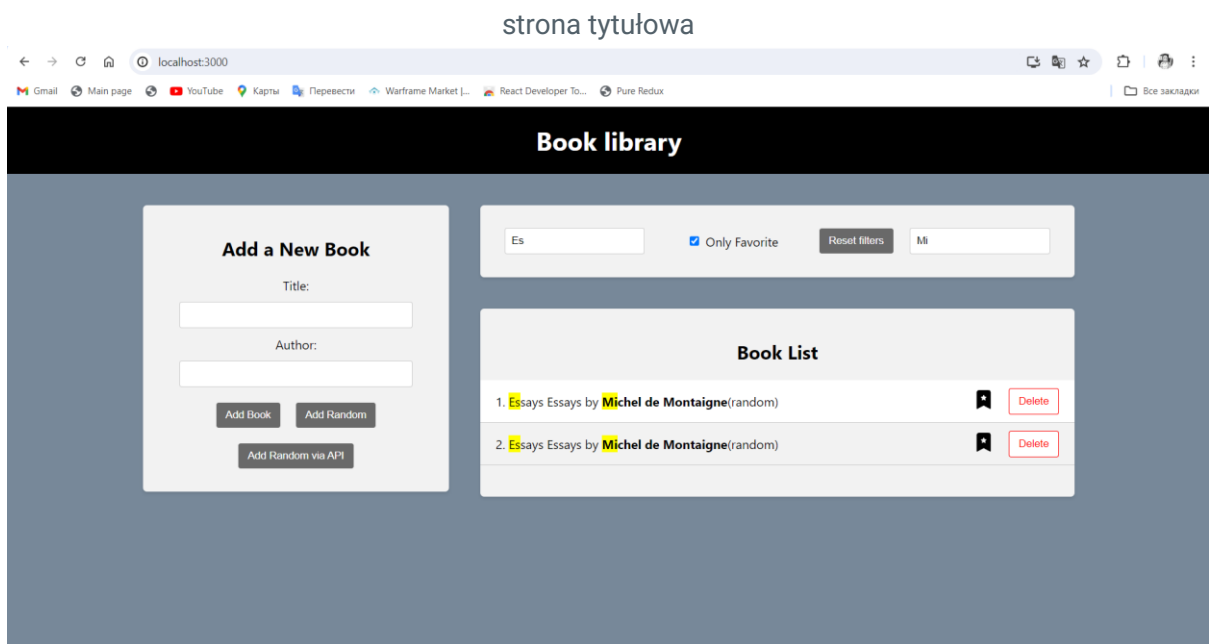 strona tytułowa
localhost:3000
Gmail Main page YouTube Карты Перевести Warframe Market |... React Developer To... Pure Redux Все закладки
Book library
Add a New Book
Title:
Author:
Add Book Add Random
Add Random via API
Es Only Favorite Reset filters Mi
Book List
1. Essays Essays by Michel de Montaigne(random) Delete
2. Essays Essays by Michel de Montaigne(random) Delete